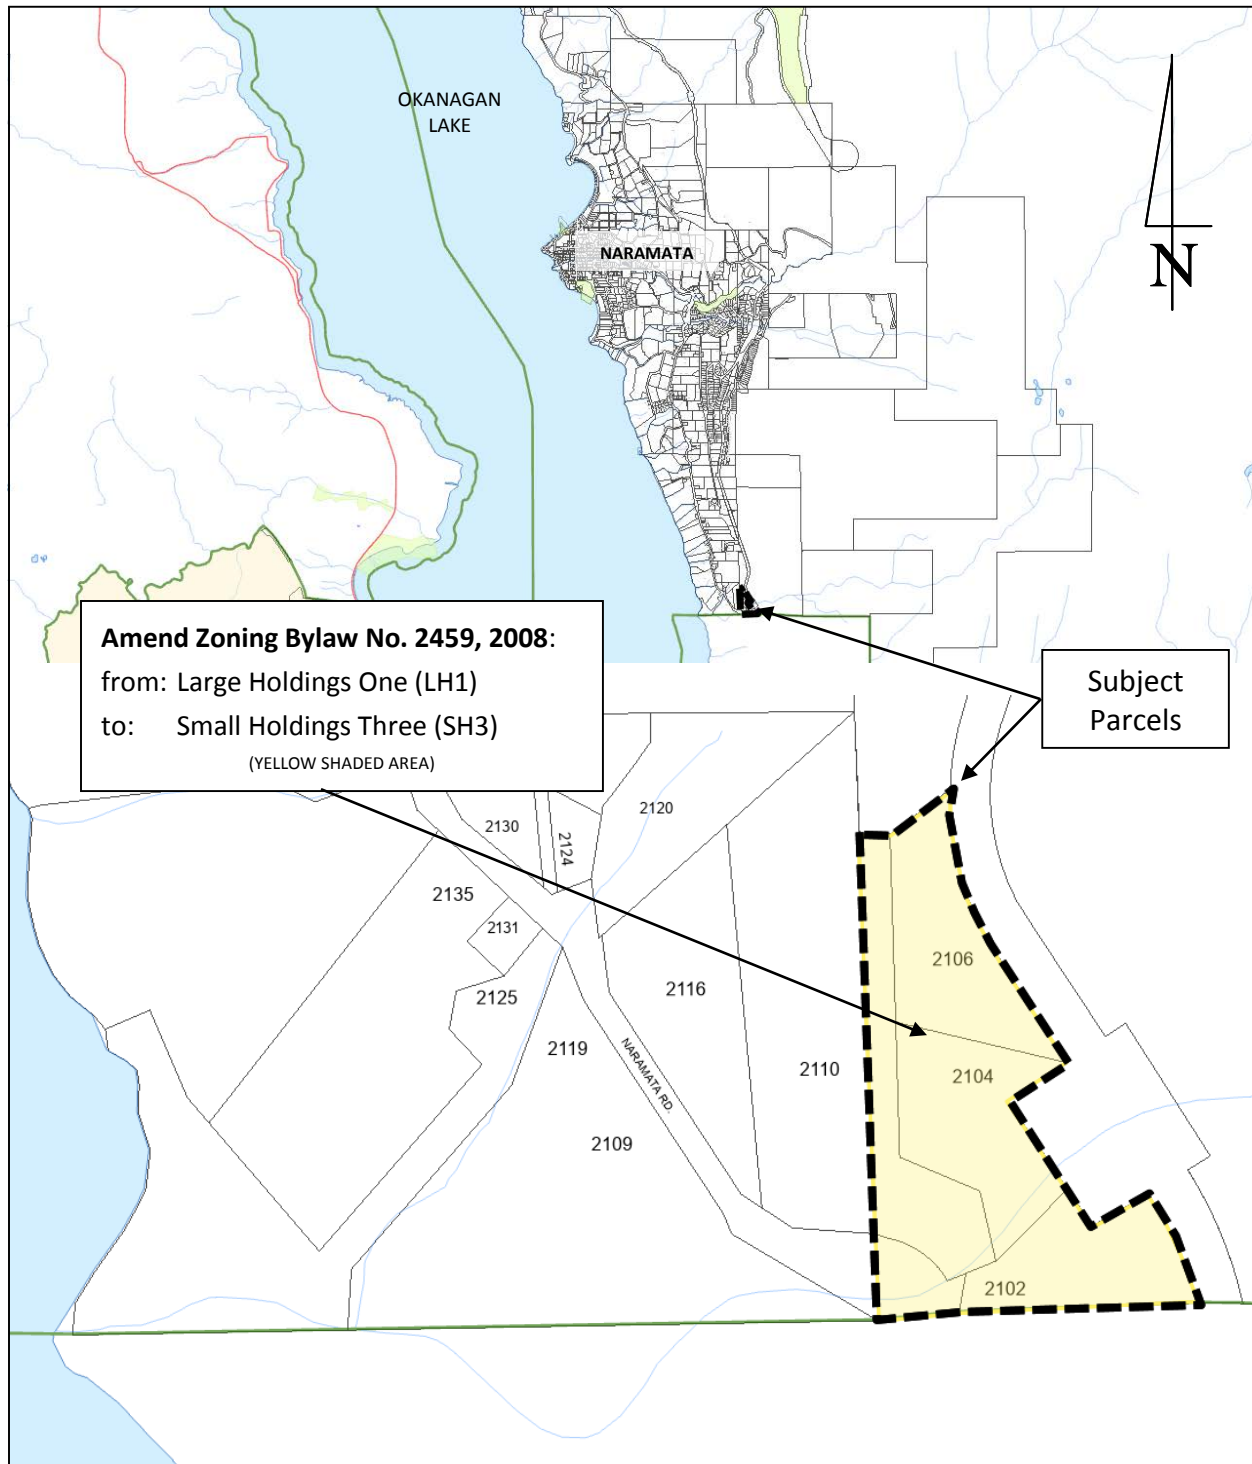 OKANAGAN
LAKE
NARAMATA
N
Amend Zoning Bylaw No. 2459, 2008:
from: Large Holdings One (LH1)
to: Small Holdings Three (SH3)
(YELLOW SHADED AREA)
Subject
Parcels
2120
2130
2124
2135
2131
2106
2125
2116
2119
2110
2104
NARAMATA RD.
2109
2102